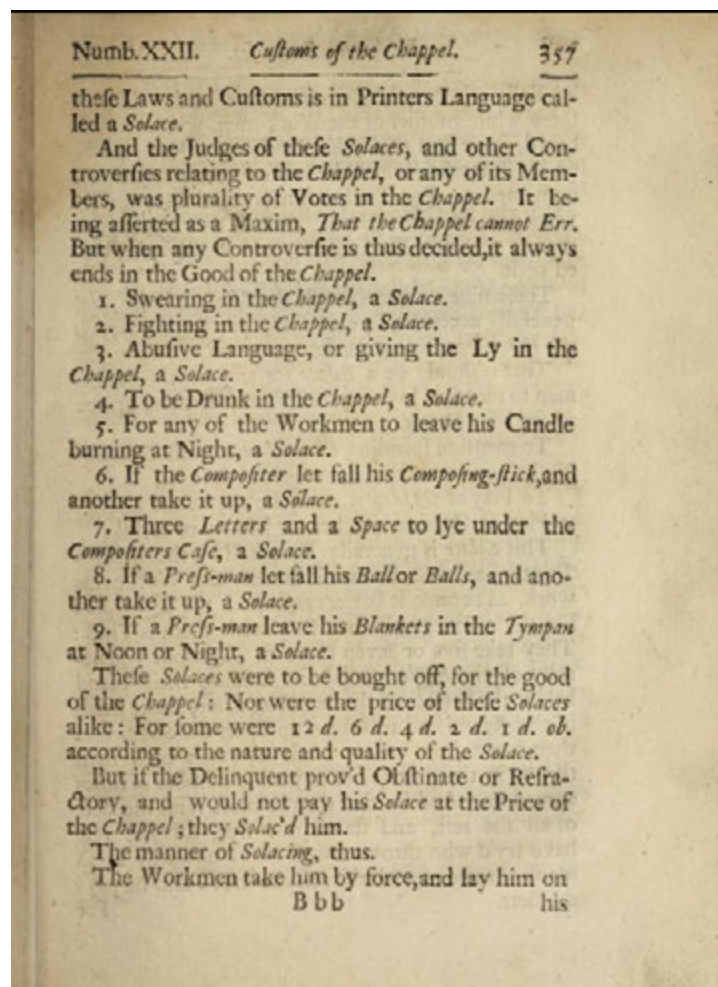 Numb. XXII. Cuſtoms of the Chappel. 357
theſe Laws and Cuſtoms is in Printers Language cal-
led a Solace.
And the Judges of theſe Solaces, and other Con-
troverſies relating to the Chappel, or any of its Mem-
bers, was plurality of Votes in the Chappel. It be-
ing aſſerted as a Maxim, That the Chappel cannot Err.
But when any Controverſie is thus decided, it always
ends in the Good of the Chappel.
1. Swearing in the Chappel, a Solace.
2. Fighting in the Chappel, a Solace.
3. Abuſive Language, or giving the Ly in the
Chappel, a Solace.
4. To be Drunk in the Chappel, a Solace.
5. For any of the Workmen to leave his Candle
burning at Night, a Solace.
6. If the Compoſiter let fall his Compoſing-ſtick, and
another take it up, a Solace.
7. Three Letters and a Space to lye under the
Compoſiters Caſe, a Solace.
8. If a Preſs-man let fall his Ball or Balls, and ano-
ther take it up, a Solace.
9. If a Preſs-man leave his Blankets in the Tympan
at Noon or Night, a Solace.
Theſe Solaces were to be bought off, for the good
of the Chappel: Nor were the price of theſe Solaces
alike: For ſome were 12 d. 6 d. 4 d. 2 d. 1 d. ob.
according to the nature and quality of the Solace.
But if the Delinquent prov'd Obſtinate or Refra-
ctory, and would not pay his Solace at the Price of
the Chappel; they Solac'd him.
The manner of Solacing, thus.
The Workmen take him by force, and lay him on
B b b his